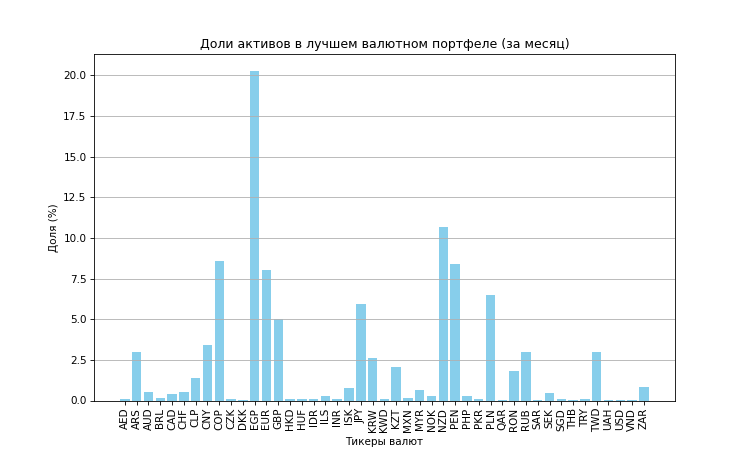 Доли активов в лучшем валютном портфеле (за месяц)
Доля (%)
20.0
17.5
15.0
12.5
10.0
7.5
5.0
2.5
0.0
AED
ARS
AUD
BRL
CAD
CHF
CLP
CNY
COP
CZK
DKK
EGP
EUR
GBP
HKD
HUF
IDR
ILS
INR
ISK
JPY
KRW
KWD
KZT
MXN
MYR
NOK
NZD
PEN
PHP
PKR
PLN
QAR
RON
RUB
SAR
SEK
SGD
THB
TRY
TWD
UAH
USD
VND
ZAR
Тикеры валют